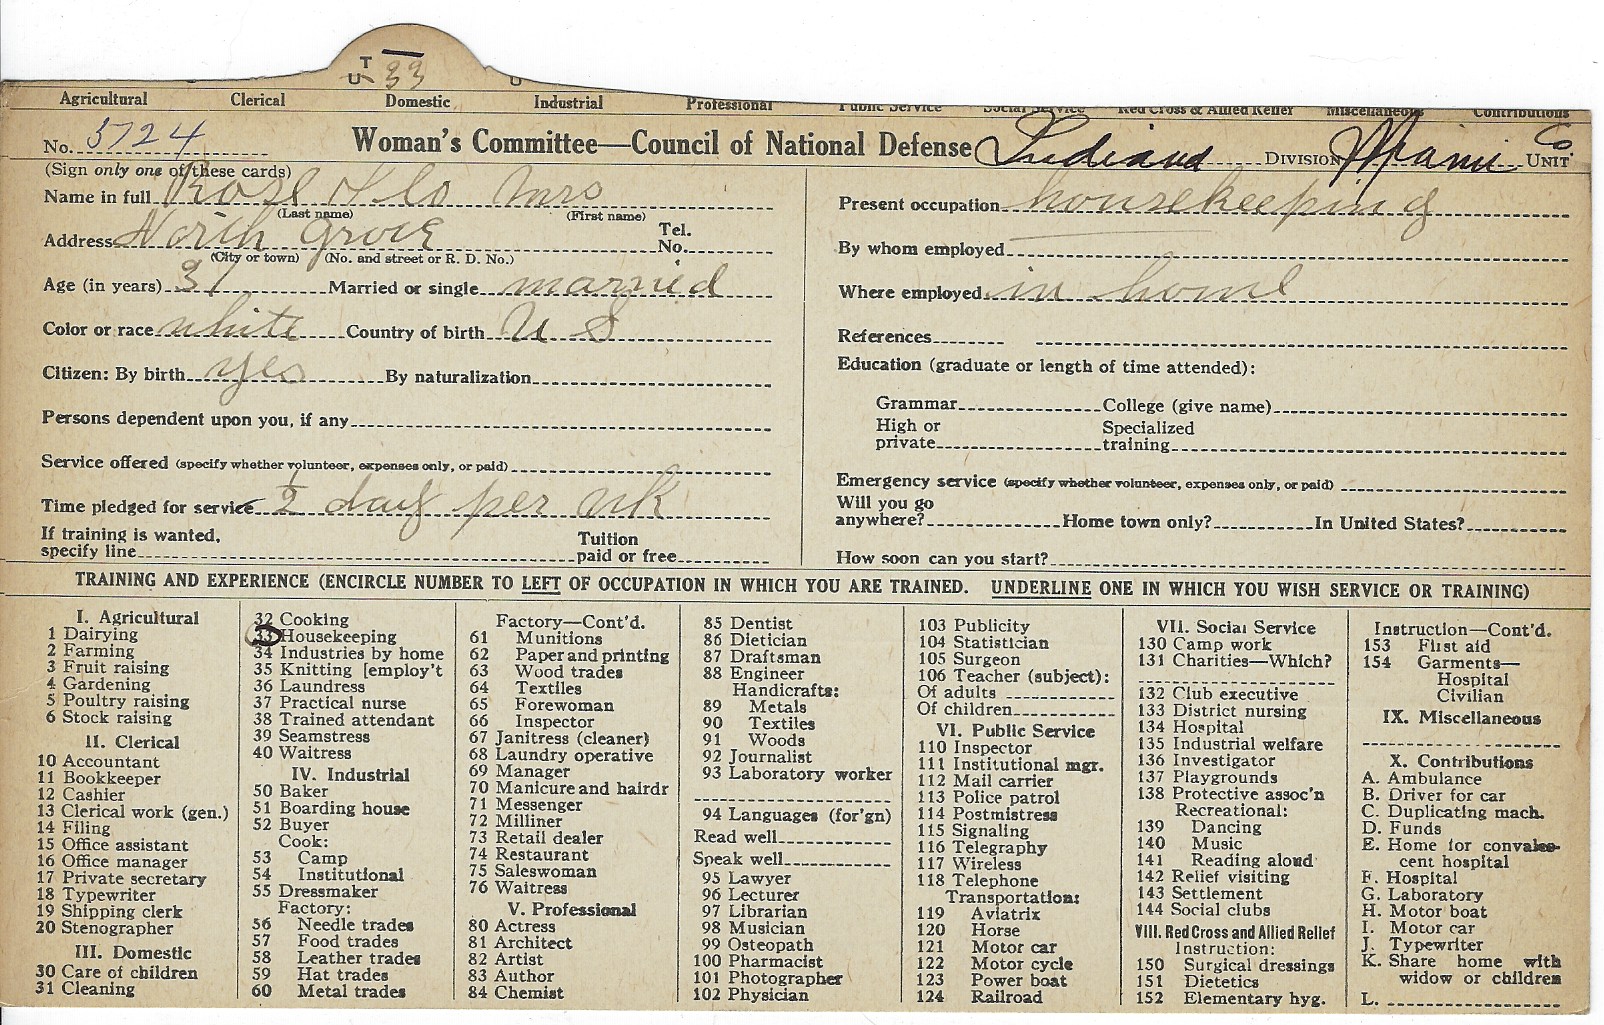 T
U 33 U
Agricultural Clerical Domestic Industrial Professional Public Service Social Service Red Cross & Allied Relief Miscellaneous Contributions
No. 5724 Woman's Committee—Council of National Defense Indiana DIVISION Miami Co. UNIT
(Sign only one of these cards)
Name in full Rose Flo Mrs
(Last name) (First name)
Address North Grove Tel. No.
(City or town) (No. and street or R. D. No.)
Age (in years) 31 Married or single married
Color or race white Country of birth U S
Citizen: By birth yes By naturalization
Persons dependent upon you, if any
Service offered (specify whether volunteer, expenses only, or paid)
Time pledged for service ½ day per wk
If training is wanted, specify line Tuition paid or free
Present occupation housekeeping
By whom employed
Where employed in home
References
Education (graduate or length of time attended):
Grammar College (give name)
High or private Specialized training
Emergency service (specify whether volunteer, expenses only, or paid)
Will you go anywhere? Home town only? In United States?
How soon can you start?
TRAINING AND EXPERIENCE (ENCIRCLE NUMBER TO LEFT OF OCCUPATION IN WHICH YOU ARE TRAINED. UNDERLINE ONE IN WHICH YOU WISH SERVICE OR TRAINING)
I. Agricultural
1 Dairying
2 Farming
3 Fruit raising
4 Gardening
5 Poultry raising
6 Stock raising
II. Clerical
10 Accountant
11 Bookkeeper
12 Cashier
13 Clerical work (gen.)
14 Filing
15 Office assistant
16 Office manager
17 Private secretary
18 Typewriter
19 Shipping clerk
20 Stenographer
III. Domestic
30 Care of children
31 Cleaning
32 Cooking
33 Housekeeping
34 Industries by home
35 Knitting [employ't
36 Laundress
37 Practical nurse
38 Trained attendant
39 Seamstress
40 Waitress
IV. Industrial
50 Baker
51 Boarding house
52 Buyer
Cook:
53 Camp
54 Institutional
55 Dressmaker
Factory:
56 Needle trades
57 Food trades
58 Leather trades
59 Hat trades
60 Metal trades
Factory—Cont'd.
61 Munitions
62 Paper and printing
63 Wood trades
64 Textiles
65 Forewoman
66 Inspector
67 Janitress (cleaner)
68 Laundry operative
69 Manager
70 Manicure and hairdr
71 Messenger
72 Milliner
73 Retail dealer
74 Restaurant
75 Saleswoman
76 Waitress
V. Professional
80 Actress
81 Architect
82 Artist
83 Author
84 Chemist
85 Dentist
86 Dietician
87 Draftsman
88 Engineer
Handicrafts:
89 Metals
90 Textiles
91 Woods
92 Journalist
93 Laboratory worker
94 Languages (for'gn)
Read well
Speak well
95 Lawyer
96 Lecturer
97 Librarian
98 Musician
99 Osteopath
100 Pharmacist
101 Photographer
102 Physician
103 Publicity
104 Statistician
105 Surgeon
106 Teacher (subject):
Of adults
Of children
VI. Public Service
110 Inspector
111 Institutional mgr.
112 Mail carrier
113 Police patrol
114 Postmistress
115 Signaling
116 Telegraphy
117 Wireless
118 Telephone
Transportation:
119 Aviatrix
120 Horse
121 Motor car
122 Motor cycle
123 Power boat
124 Railroad
VII. Social Service
130 Camp work
131 Charities—Which?
132 Club executive
133 District nursing
134 Hospital
135 Industrial welfare
136 Investigator
137 Playgrounds
138 Protective assoc'n
Recreational:
139 Dancing
140 Music
141 Reading aloud
142 Relief visiting
143 Settlement
144 Social clubs
VIII. Red Cross and Allied Relief
Instruction:
150 Surgical dressings
151 Dietetics
152 Elementary hyg.
Instruction—Cont'd.
153 First aid
154 Garments—
Hospital
Civilian
IX. Miscellaneous
X. Contributions
A. Ambulance
B. Driver for car
C. Duplicating mach.
D. Funds
E. Home for convales-
cent hospital
F. Hospital
G. Laboratory
H. Motor boat
I. Motor car
J. Typewriter
K. Share home with
widow or children
L.